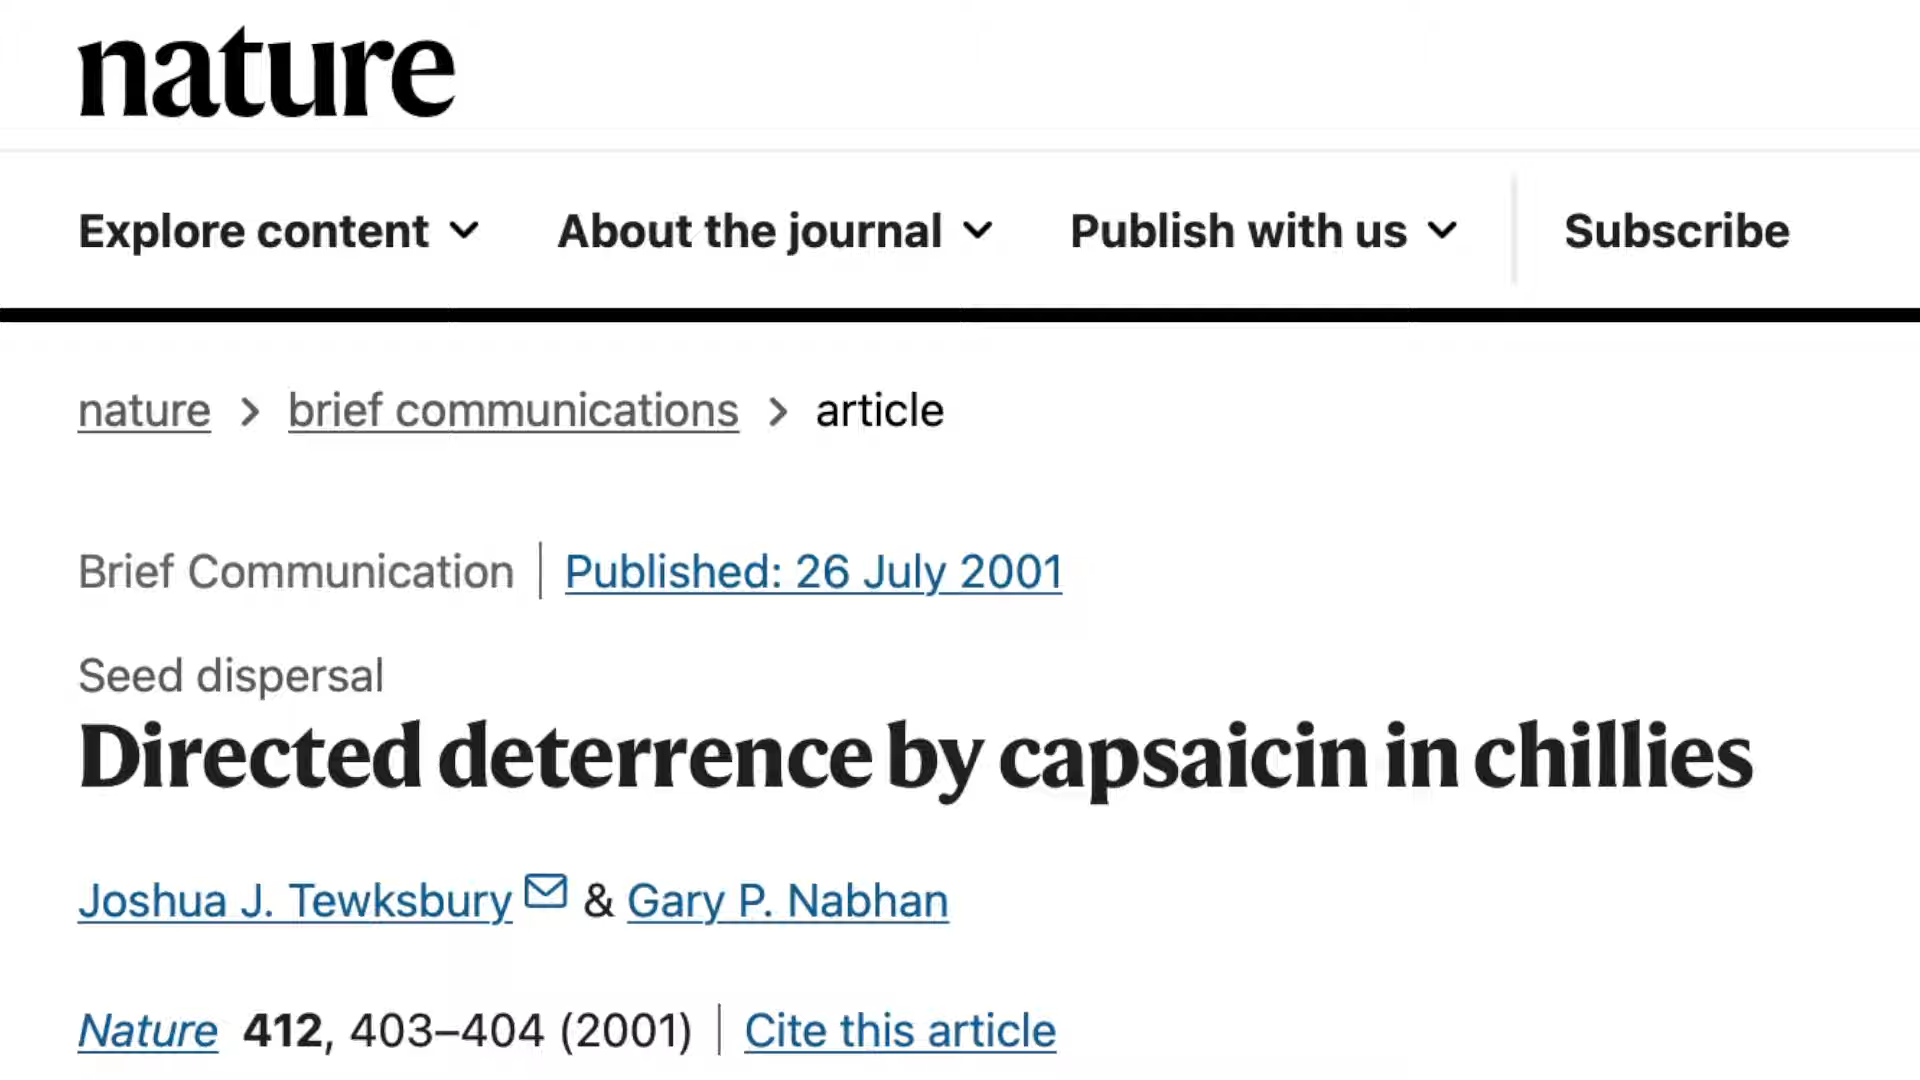 nature
Explore content About the journal Publish with us Subscribe
nature > brief communications > article
Brief Communication | Published: 26 July 2001
Seed dispersal
Directed deterrence by capsaicin in chillies
Joshua J. Tewksbury & Gary P. Nabhan
Nature 412, 403–404 (2001) | Cite this article